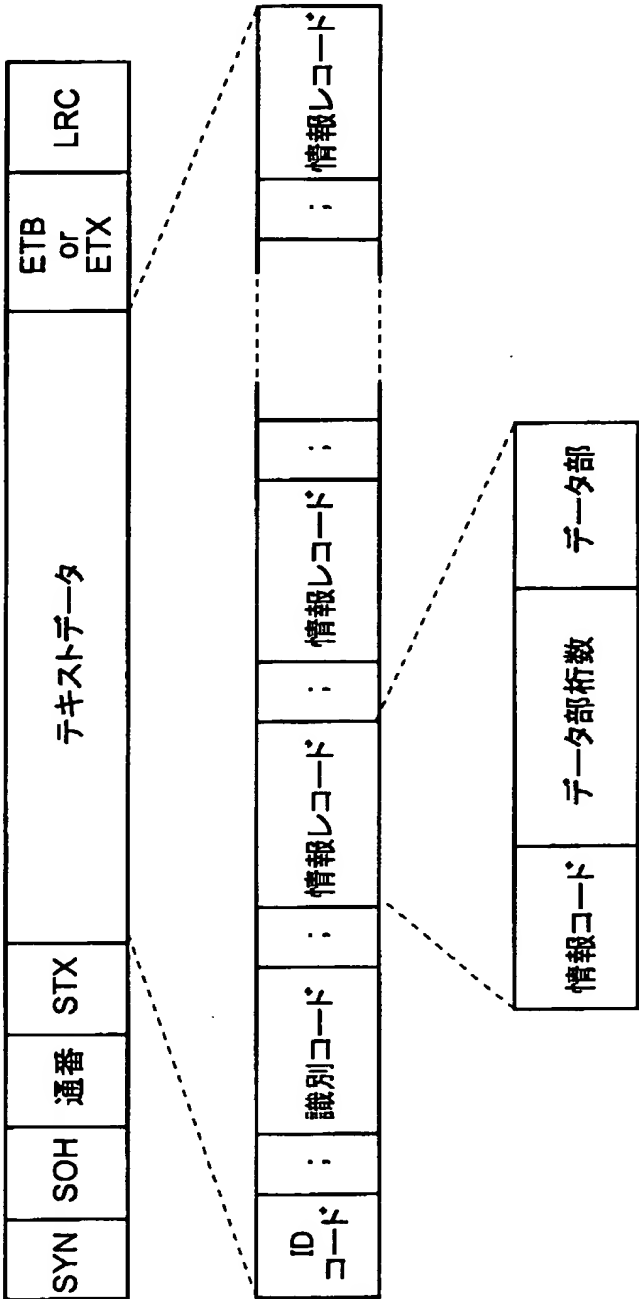 SYN
SOH
通番
STX
テキストデータ
ETB
or
ETX
LRC
ID
コード
;
識別コード
;
情報レコード
;
情報レコード
;
;
情報レコード
情報コード
データ部桁数
データ部